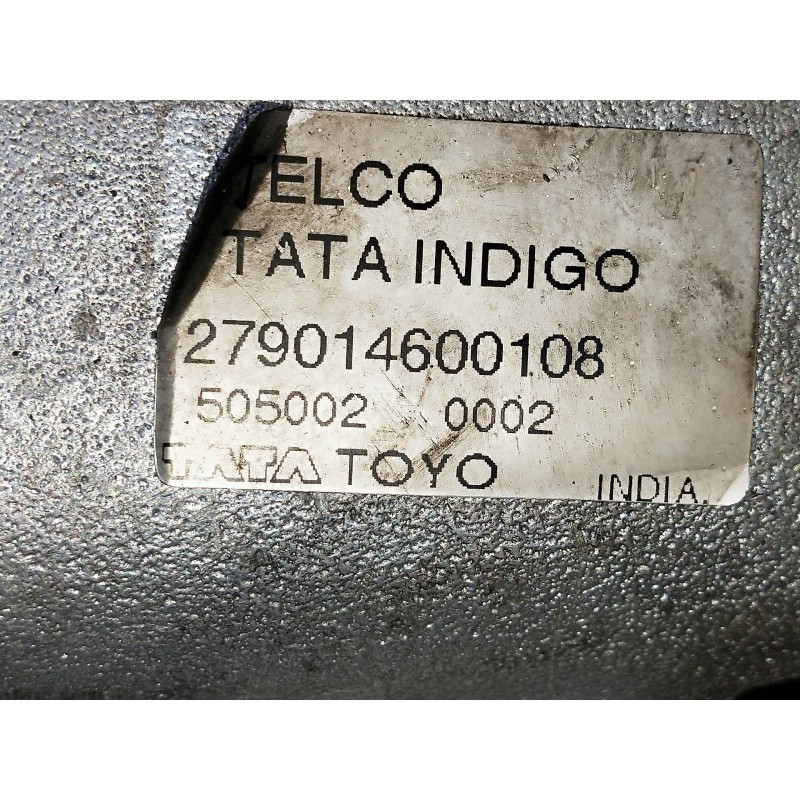 TELCO
TATA INDIGO
279014600108
505002 0002
TATA TOYO INDIA.